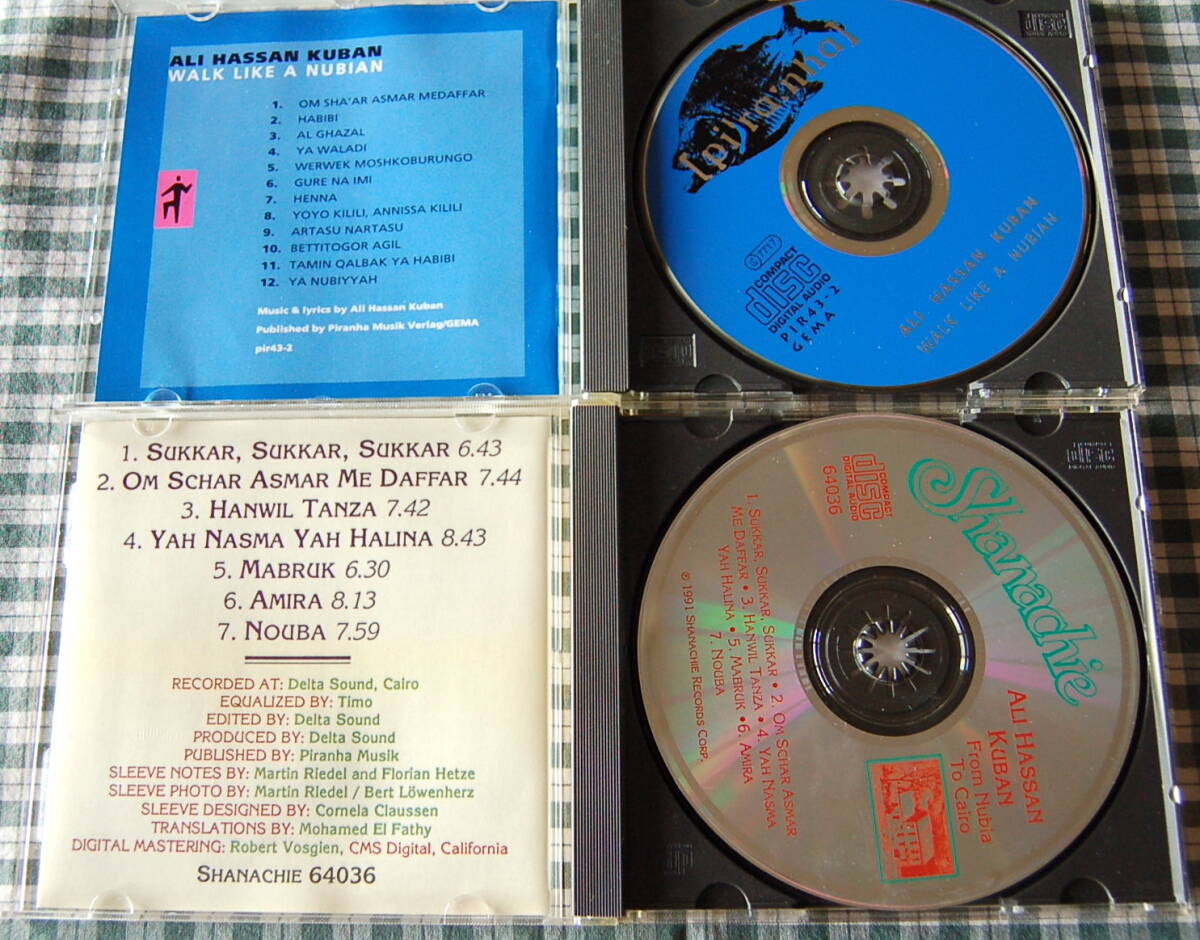 ALI HASSAN KUBAN
WALK LIKE A NUBIAN
1. OM SHA'AR ASMAR MEDAFFAR
2. HABIBI
3. AL GHAZAL
4. YA WALADI
5. WERWEK MOSHKOBURUNGO
6. GURE NA IMI
7. HENNA
8. YOYO KILILI, ANNISSA KILILI
9. ARTASU NARTASU
10. BETTITOGOR AGIL
11. TAMIN QALBAK YA HABIBI
12. YA NUBIYYAH
Music & lyrics by Ali Hassan Kuban
Published by Piranha Musik Verlag/GEMA
pir43-2
[pi'ra:nha]
7717
COMPACT
disc
DIGITAL AUDIO
PIR43-2
GEMA
ALI HASSAN KUBAN
WALK LIKE A NUBIAN
1. SUKKAR, SUKKAR, SUKKAR 6.43
2. OM SCHAR ASMAR ME DAFFAR 7.44
3. HANWIL TANZA 7.42
4. YAH NASMA YAH HALINA 8.43
5. MABRUK 6.30
6. AMIRA 8.13
7. NOUBA 7.59
RECORDED AT: Delta Sound, Cairo
EQUALIZED BY: Timo
EDITED BY: Delta Sound
PRODUCED BY: Delta Sound
PUBLISHED BY: Piranha Musik
SLEEVE NOTES BY: Martin Riedel and Florian Hetze
SLEEVE PHOTO BY: Martin Riedel / Bert Löwenherz
SLEEVE DESIGNED BY: Cornela Claussen
TRANSLATIONS BY: Mohamed El Fathy
DIGITAL MASTERING: Robert Vosgien, CMS Digital, California
SHANACHIE 64036
Shanachie
COMPACT
disc
DIGITAL AUDIO
64036
1. SUKKAR, SUKKAR, SUKKAR • 2. OM SCHAR ASMAR
ME DAFFAR • 3. HANWIL TANZA • 4. YAH NASMA
YAH HALINA • 5. MABRUK • 6. AMIRA
7. NOUBA
℗ 1991 SHANACHIE RECORDS CORP.
ALI HASSAN
KUBAN
From Nubia
To Cairo